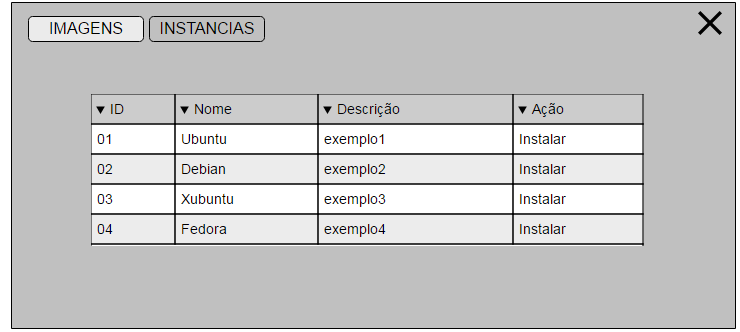 IMAGENS INSTANCIAS
ID Nome Descrição Ação
01 Ubuntu exemplo1 Instalar
02 Debian exemplo2 Instalar
03 Xubuntu exemplo3 Instalar
04 Fedora exemplo4 Instalar